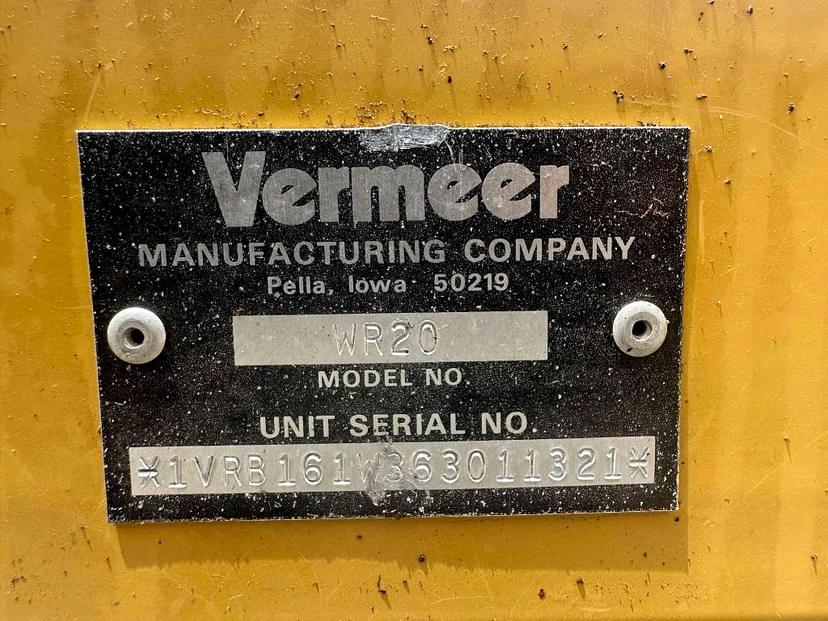 Vermeer
MANUFACTURING COMPANY
Pella, Iowa 50219
WR20
MODEL NO.
UNIT SERIAL NO.
*1VRB161W363011321*